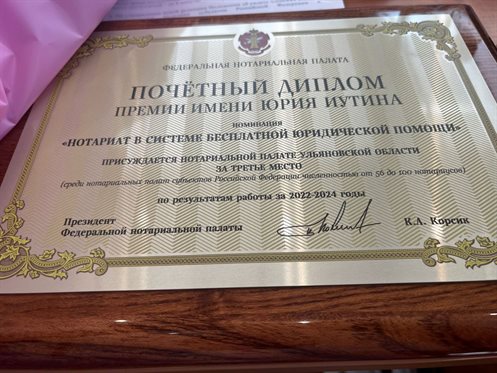 ФЕДЕРАЛЬНАЯ НОТАРИАЛЬНАЯ ПАЛАТА
ПОЧЁТНЫЙ ДИПЛОМ
ПРЕМИИ ИМЕНИ ЮРИЯ ИУТИНА
номинация
«НОТАРИАТ В СИСТЕМЕ БЕСПЛАТНОЙ ЮРИДИЧЕСКОЙ ПОМОЩИ»
ПРИСУЖДАЕТСЯ НОТАРИАЛЬНОЙ ПАЛАТЕ УЛЬЯНОВСКОЙ ОБЛАСТИ
ЗА ТРЕТЬЕ МЕСТО
(среди нотариальных палат субъектов Российской Федерации численностью от 56 до 100 нотариусов)
по результатам работы за 2022-2024 годы
Президент
Федеральной нотариальной палаты
К.А. Корсик